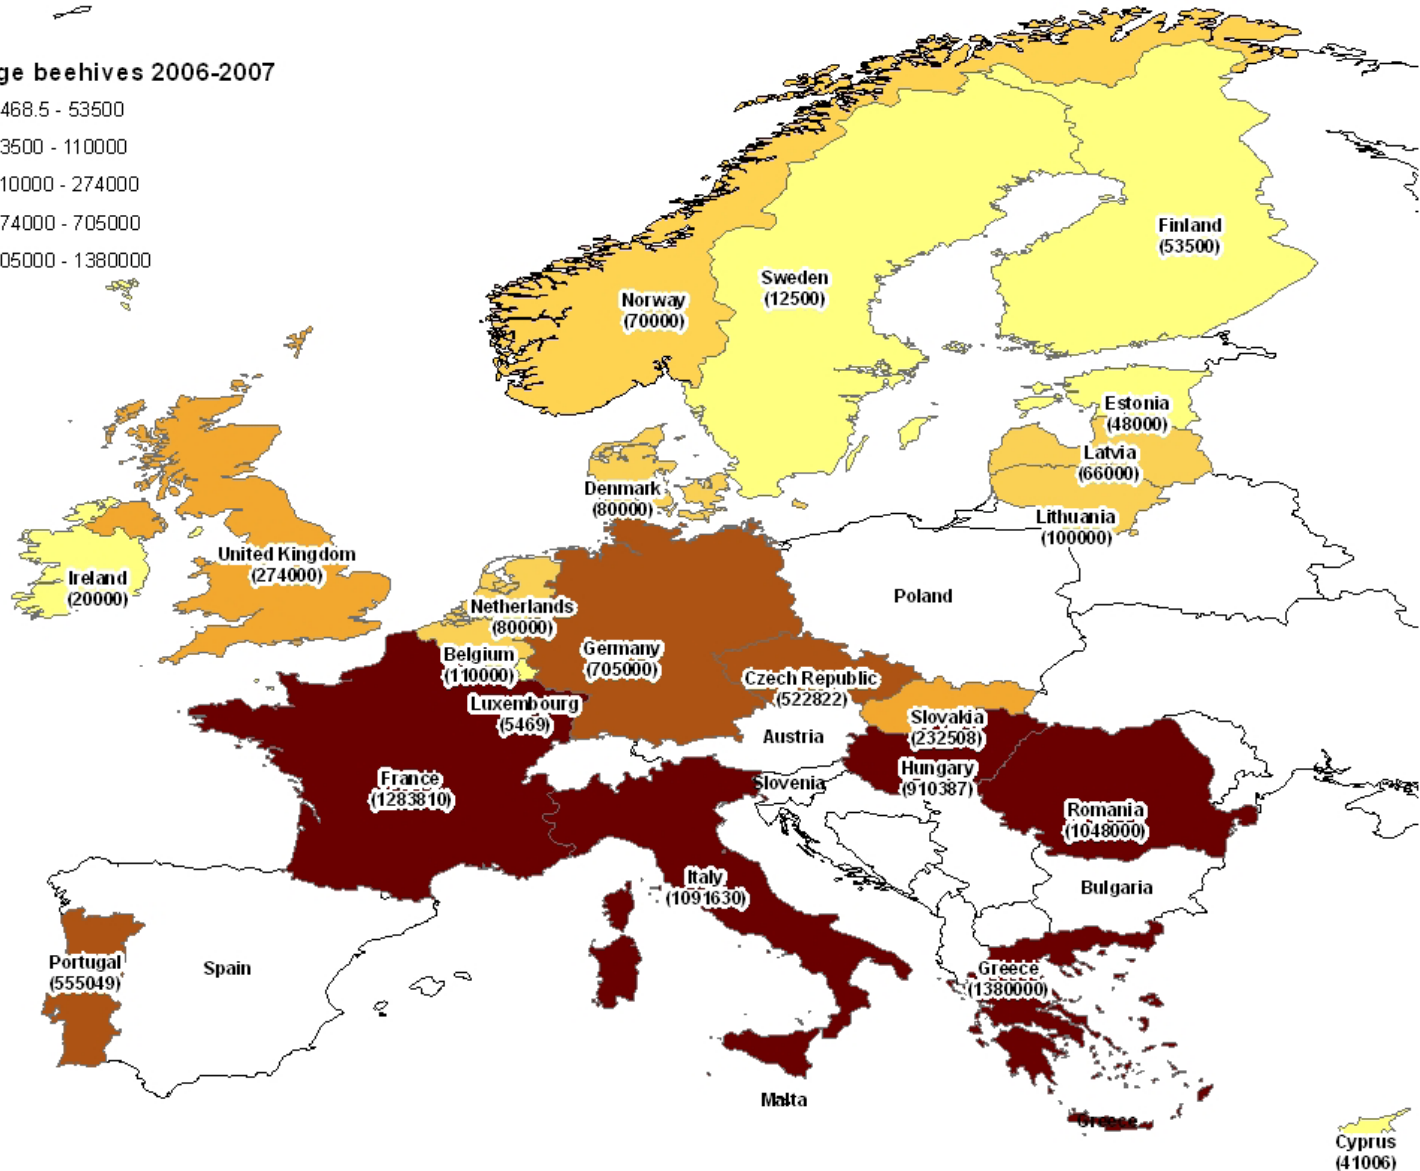 ge beehives 2006-2007
468.5 - 53500
3500 - 110000
10000 - 274000
74000 - 705000
05000 - 1380000
Finland
(53500)
Sweden
(12500)
Norway
(70000)
Estonia
(48000)
Latvia
(66000)
Denmark
(80000)
Lithuania
(100000)
United Kingdom
(274000)
Ireland
(20000)
Netherlands
(80000)
Poland
Belgium
(110000)
Germany
(705000)
Czech Republic
(522822)
Luxembourg
(5469)
Slovakia
(232508)
Austria
Hungary
(910387)
Slovenia
France
(1283810)
Romania
(1048000)
Italy
(1091630)
Bulgaria
Portugal
(555049)
Spain
Greece
(1380000)
Malta
Greece
Cyprus
(41006)